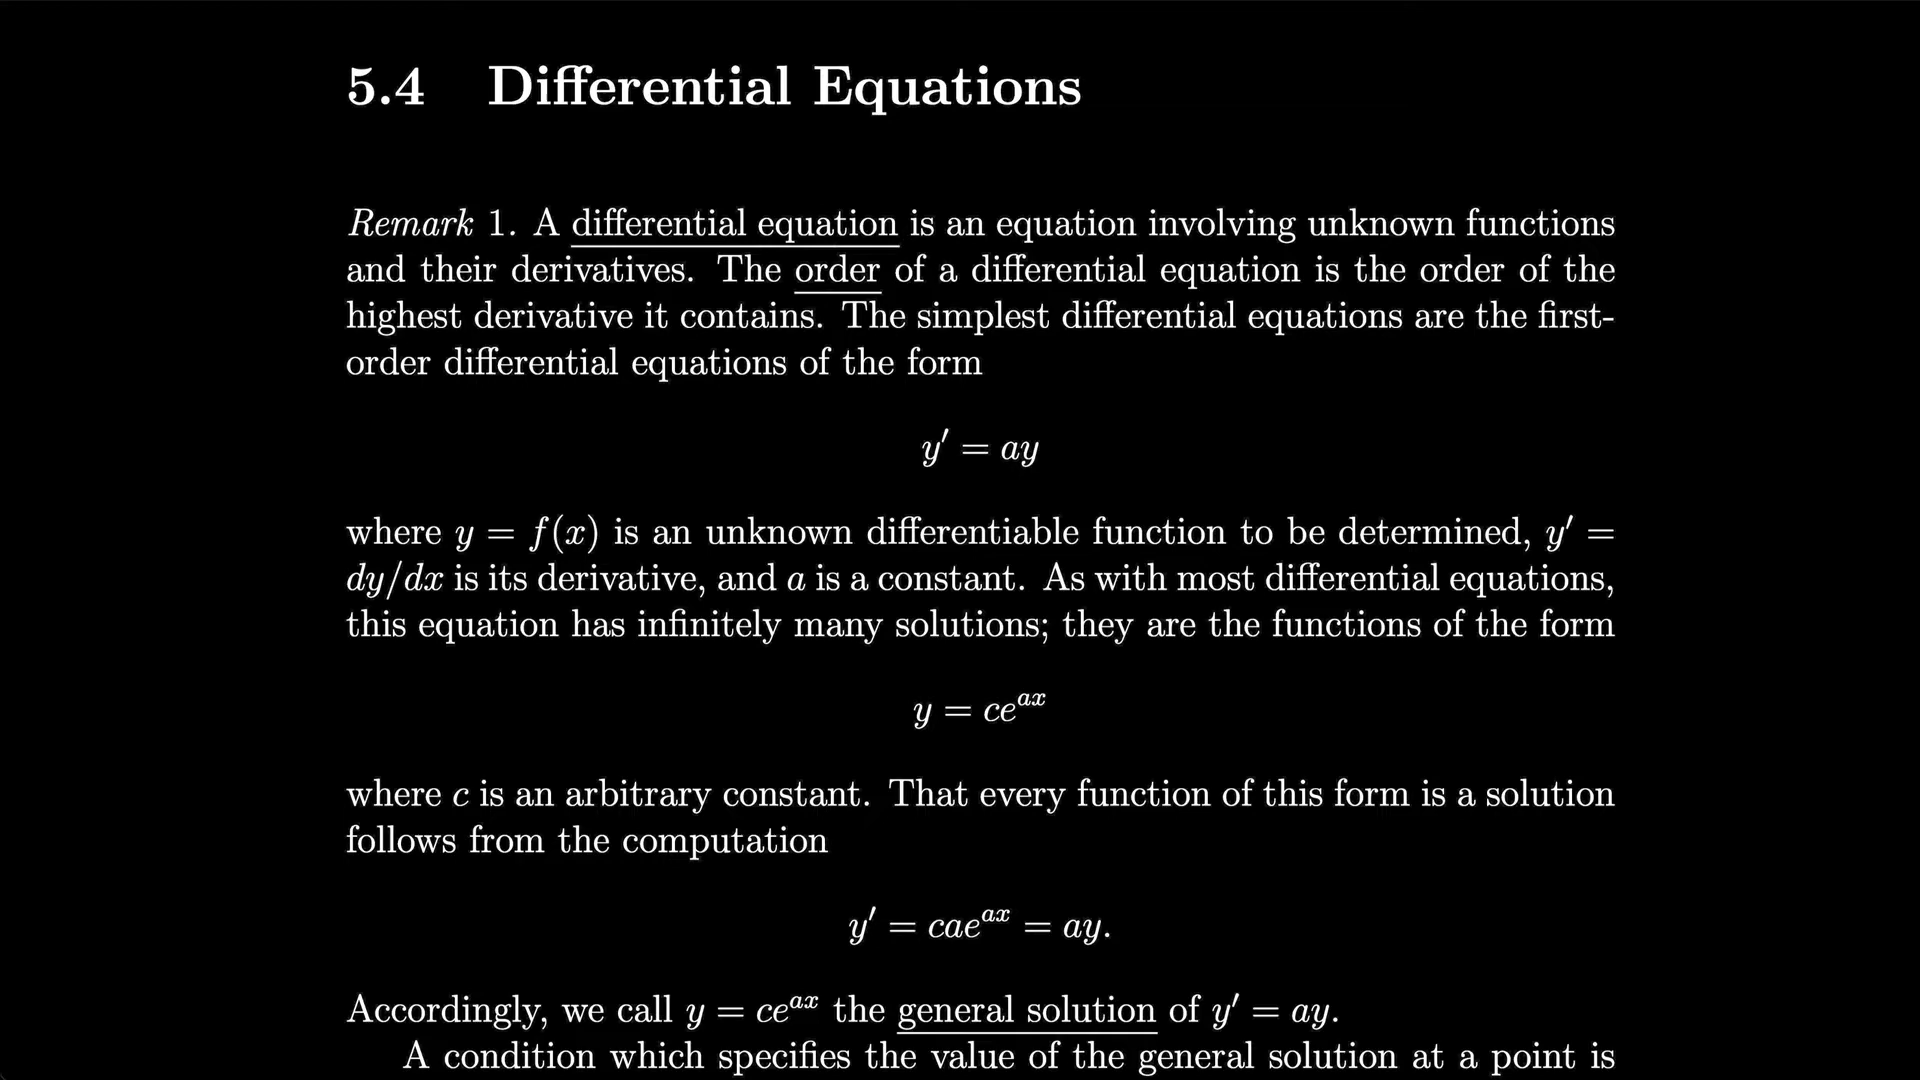 5.4 Differential Equations
Remark 1. A differential equation is an equation involving unknown functions
and their derivatives. The order of a differential equation is the order of the
highest derivative it contains. The simplest differential equations are the first-
order differential equations of the form
y′ = ay
where y = f(x) is an unknown differentiable function to be determined, y′ =
dy/dx is its derivative, and a is a constant. As with most differential equations,
this equation has infinitely many solutions; they are the functions of the form
y = ce^{ax}
where c is an arbitrary constant. That every function of this form is a solution
follows from the computation
y′ = cae^{ax} = ay.
Accordingly, we call y = ce^{ax} the general solution of y′ = ay.
A condition which specifies the value of the general solution at a point is